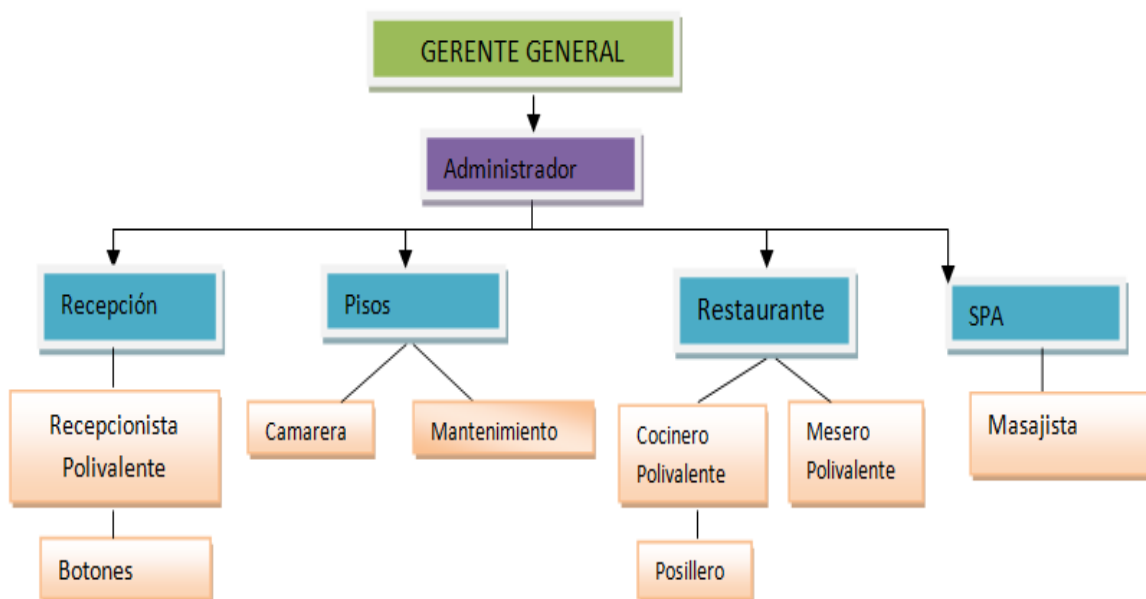 GERENTE GENERAL
Administrador
Recepción
Pisos
Restaurante
SPA
Recepcionista
Polivalente
Camarera
Mantenimiento
Cocinero
Polivalente
Mesero
Polivalente
Masajista
Botones
Posillero